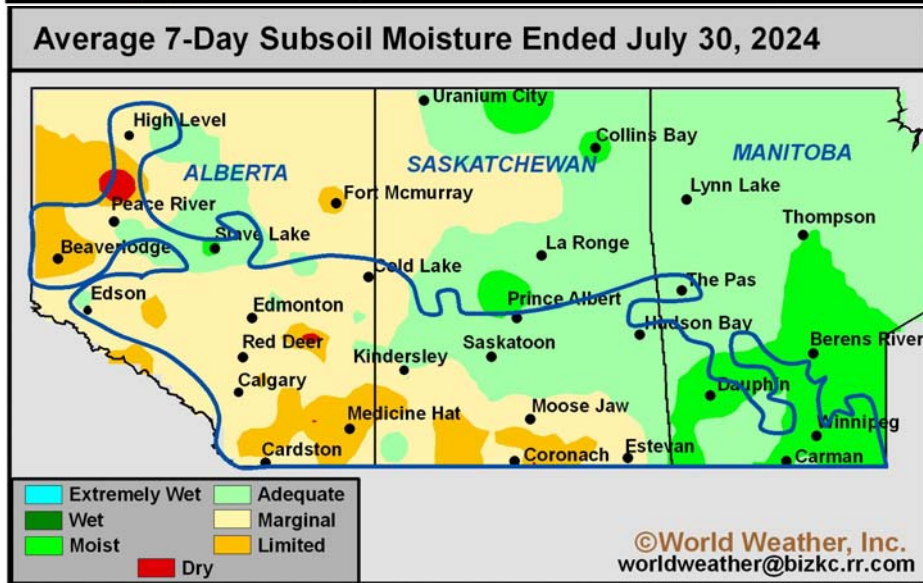 Average 7-Day Subsoil Moisture Ended July 30, 2024
Uranium City
High Level
Collins Bay
ALBERTA
SASKATCHEWAN
MANITOBA
Fort Mcmurray
Lynn Lake
Peace River
Thompson
Beaverlodge
Slave Lake
La Ronge
Cold Lake
The Pas
Edson
Edmonton
Prince Albert
Hudson Bay
Red Deer
Kindersley
Saskatoon
Berens River
Calgary
Dauphin
Medicine Hat
Moose Jaw
Winnipeg
Cardston
Coronach
Estevan
Carman
Extremely Wet
Adequate
Wet
Marginal
Moist
Limited
Dry
©World Weather, Inc.
worldweather@bizkc.rr.com